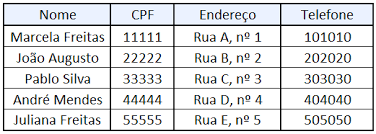 Nome CPF Endereço Telefone
Marcela Freitas 11111 Rua A, nº 1 101010
João Augusto 22222 Rua B, nº 2 202020
Pablo Silva 33333 Rua C, nº 3 303030
André Mendes 44444 Rua D, nº 4 404040
Juliana Freitas 55555 Rua E, nº 5 505050